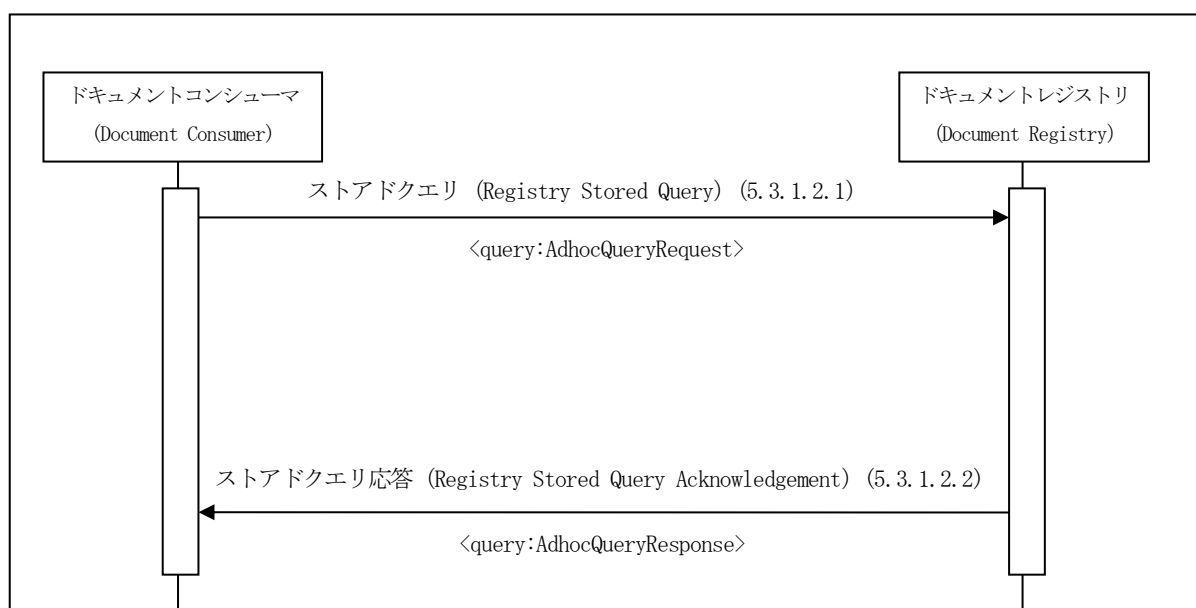 ドキュメントコンシューマ
(Document Consumer)
ドキュメントレジストリ
(Document Registry)
ストアドクエリ (Registry Stored Query) (5.3.1.2.1)
<query:AdhocQueryRequest>
ストアドクエリ応答 (Registry Stored Query Acknowledgement) (5.3.1.2.2)
<query:AdhocQueryResponse>